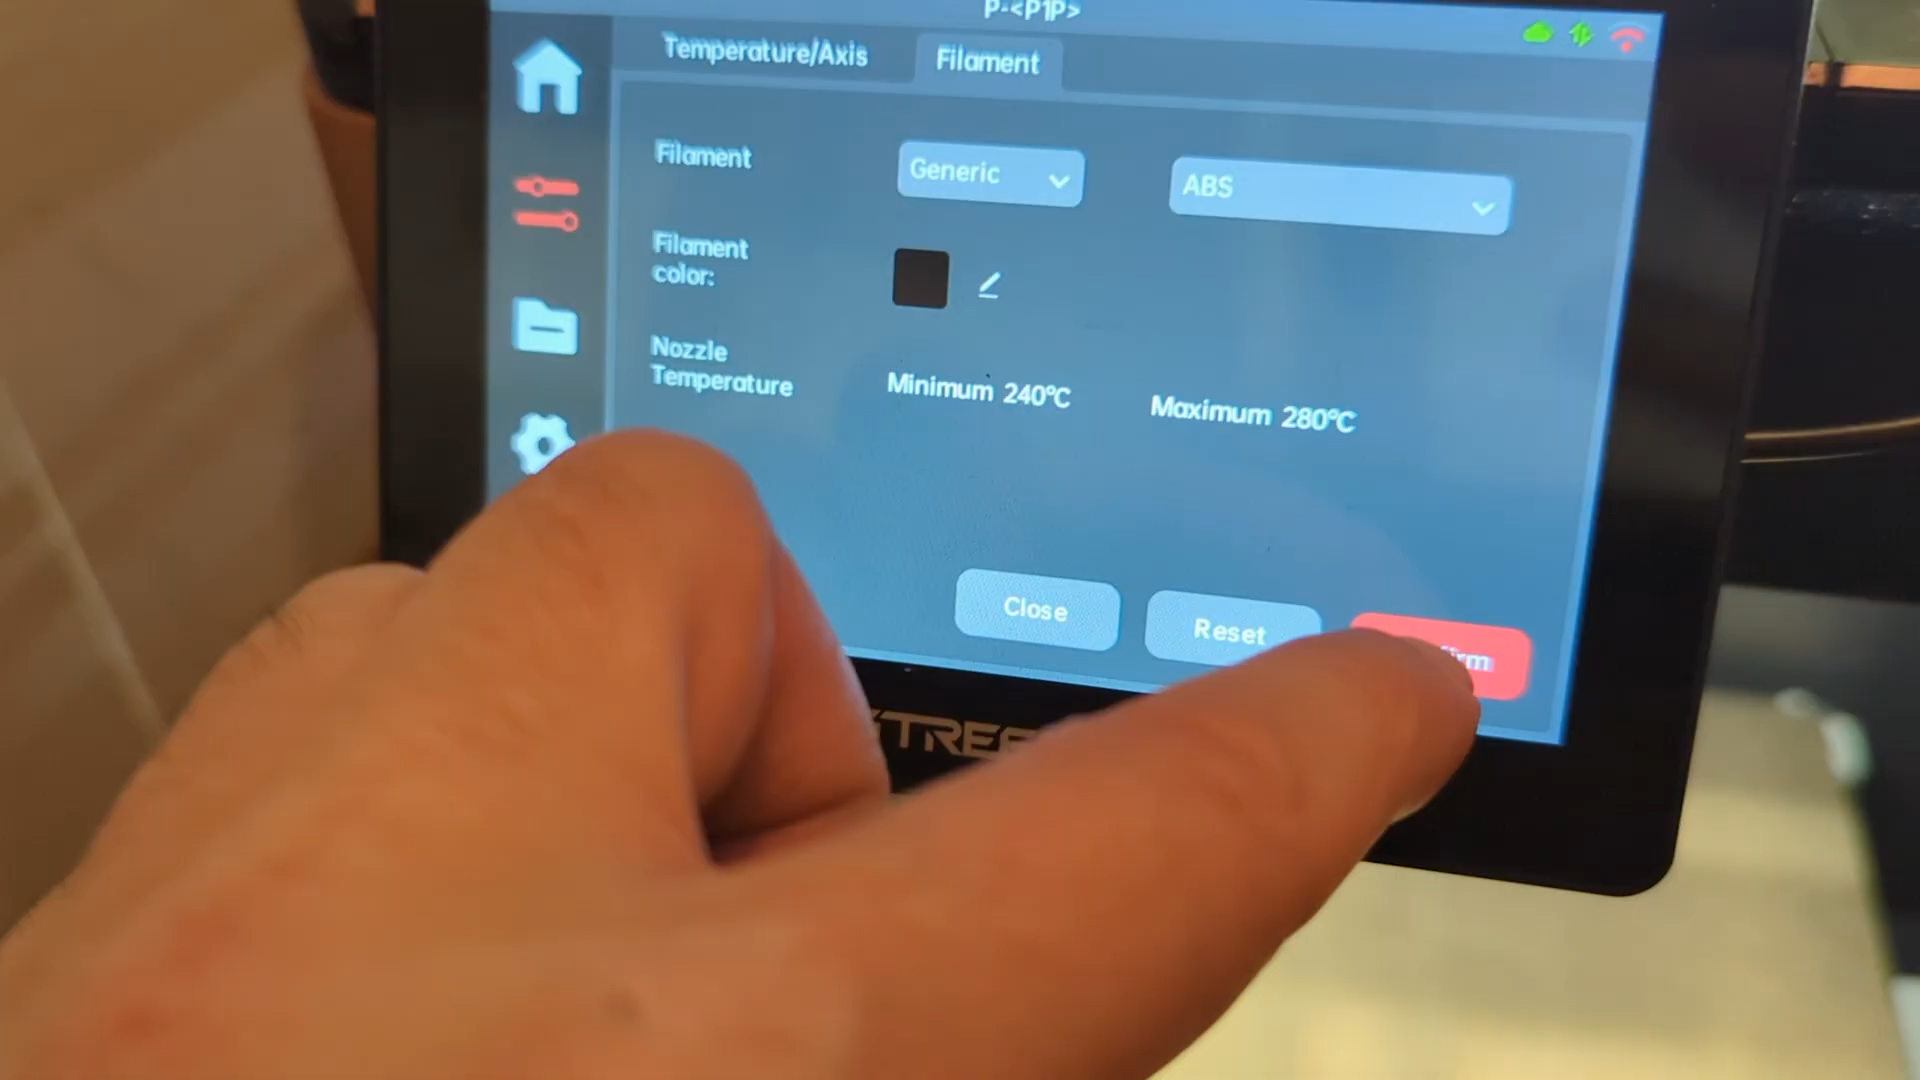 P-<P1P>
Temperature/Axis
Filament
Filament
Generic
ABS
Filament
color:
Nozzle
Temperature
Minimum 240°C
Maximum 280°C
Close
Reset